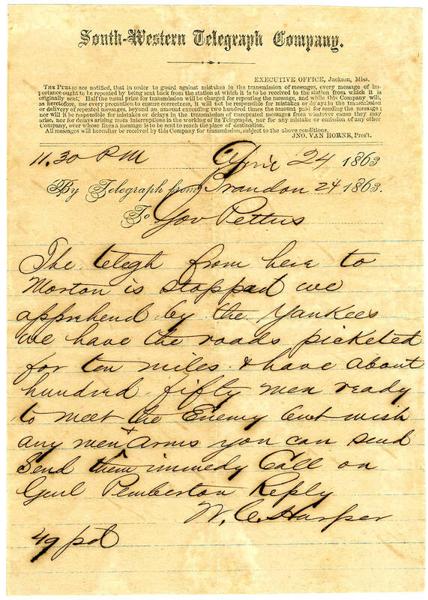 South-Western Telegraph Company.
EXECUTIVE OFFICE, Jackson, Miss.
THE PUBLIC are notified, that in order to guard against mistakes in the transmission of messages, every message of im-
portance ought to be repeated by being sent back from the station at which it is to be received to the station from which it is
originally sent. Half the usual price for transmission will be charged for repeating the message, and while this Company will,
as heretofore, use every precaution to ensure correctness, it will not be responsible for mistakes or delays in the transmission
or delivery of repeated messages, beyond an amount exceeding two hundred times the amount paid for sending the message;
nor will it be responsible for mistakes or delays in the transmission of unrepeated messages from whatever cause they may
arise, nor for delays arising from interruptions in the working of its Telegraphs, nor for any mistake or omission of any other
Company, over whose lines a message is to be sent to reach the place of destination.
All messages will hereafter be received by this Company for transmission, subject to the above conditions.
JNO. VAN HORNE, Pres't.
11.30 PM April 24 1863
By Telegraph from Brandon 24 1863.
To Gov Pettus
The telegh from here to
Morton is stopped we
apprehend by the Yankees
we have the roads picketed
for ten miles & have about
hundred fifty men ready
to meet the Enemy but wish
any men + Arms you can send
Send them immedy Call on
Genl Pemberton Reply
W. C. Harper
49 pd